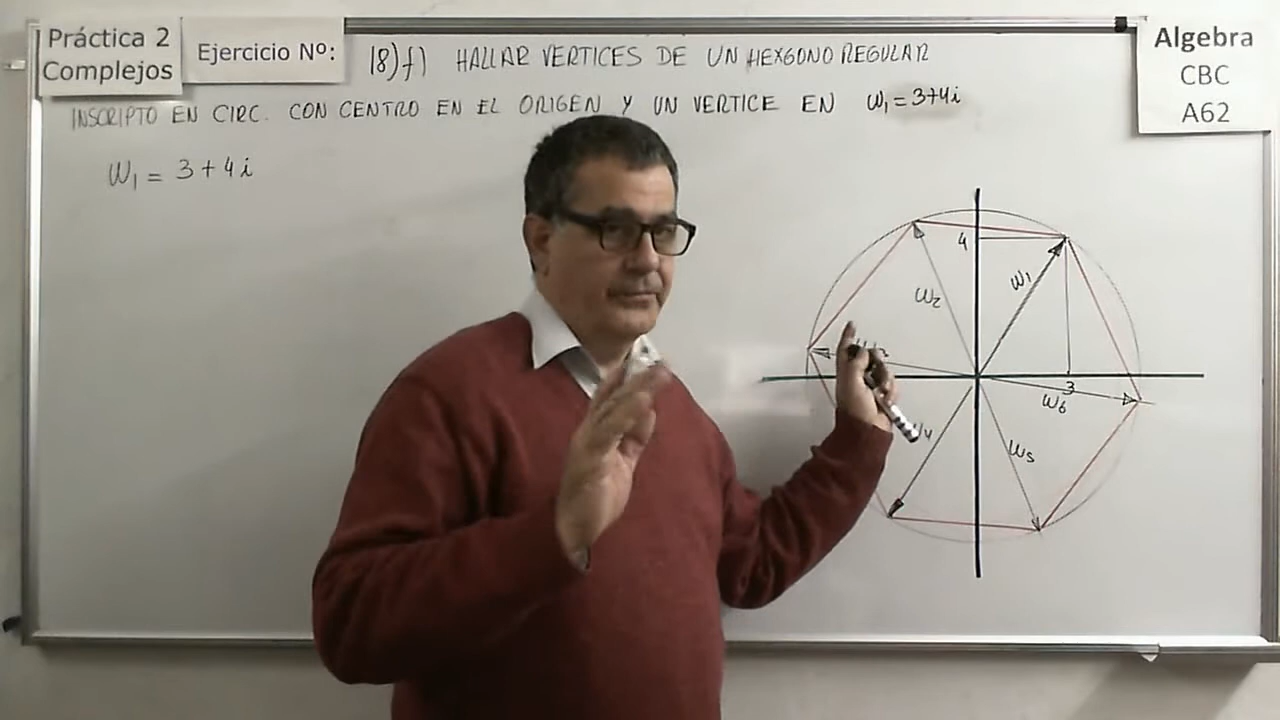 Práctica 2
Complejos
Ejercicio Nº:
18) f) HALLAR VERTICES DE UN HEXGONO REGULAR
INSCRIPTO EN CIRC. CON CENTRO EN EL ORIGEN Y UN VERTICE EN W₁ = 3+4i
Algebra
CBC
A62
W₁ = 3 + 4i
4
W₁
W₂
3
W₆
W₅